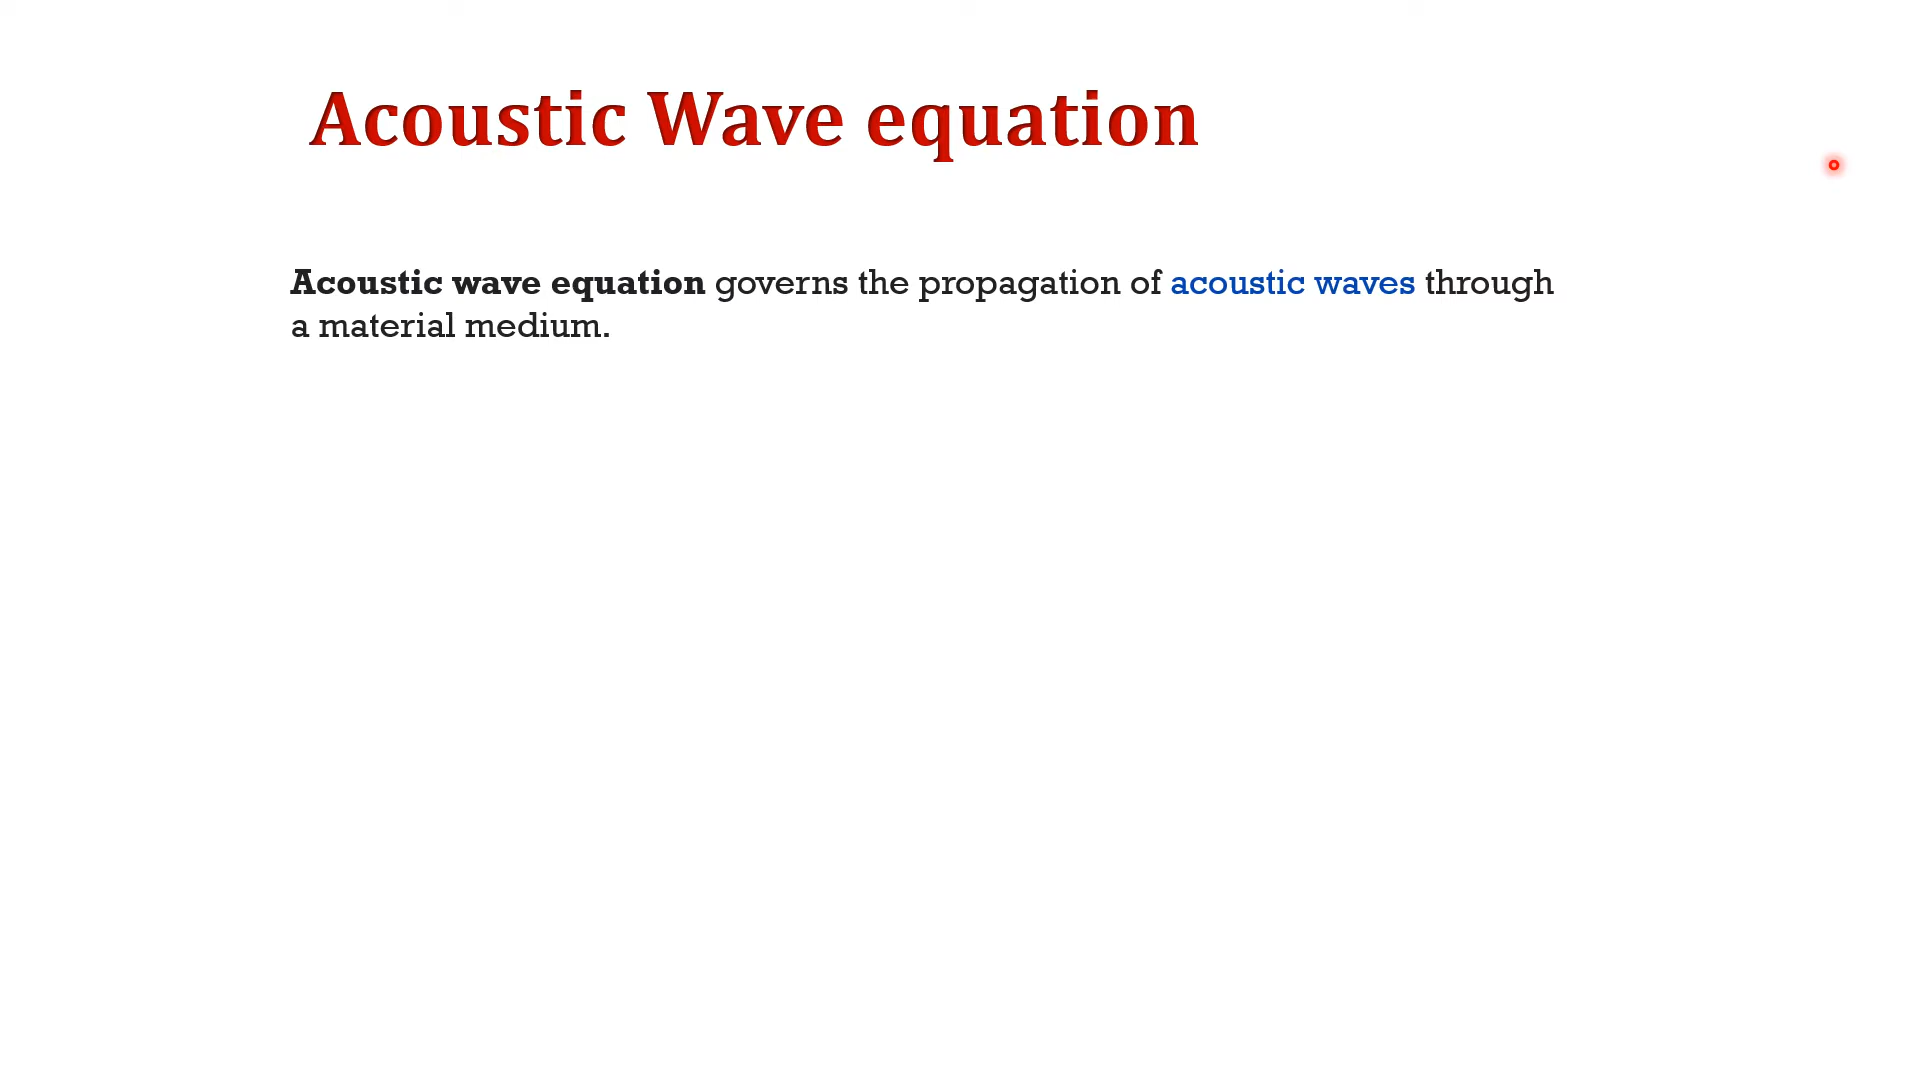 Acoustic Wave equation
Acoustic wave equation governs the propagation of acoustic waves through
a material medium.